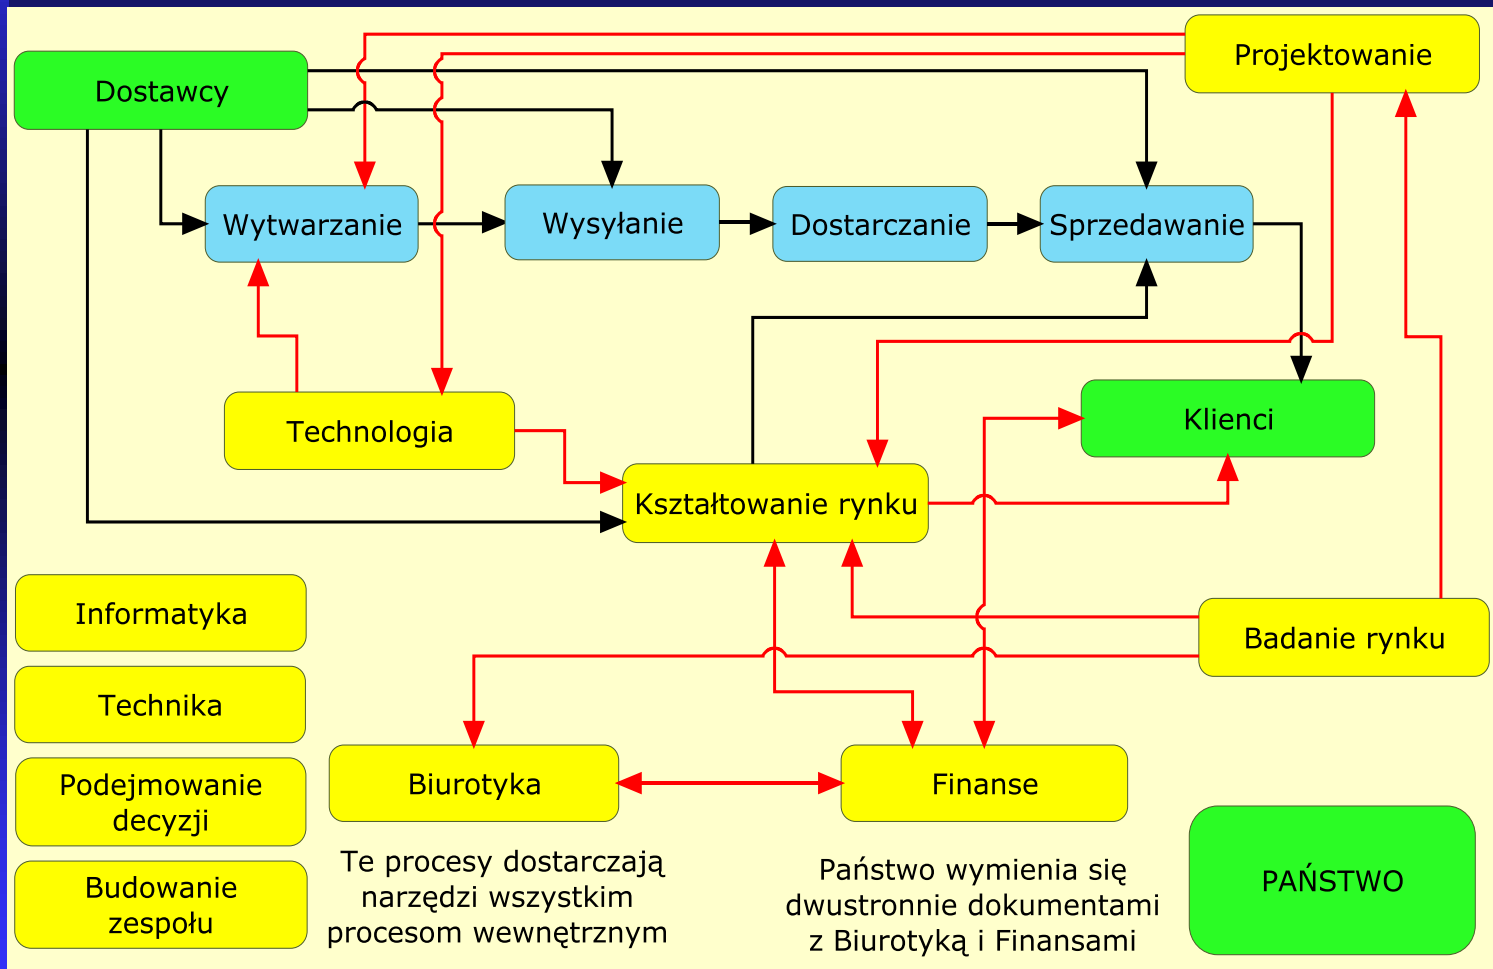 Projektowanie
Dostawcy
Wytwarzanie
Wysyłanie
Dostarczanie
Sprzedawanie
Technologia
Klienci
Kształtowanie rynku
Informatyka
Badanie rynku
Technika
Biurotyka
Finanse
Podejmowanie
decyzji
Budowanie
zespołu
Te procesy dostarczają
narzędzi wszystkim
procesom wewnętrznym
Państwo wymienia się
dwustronnie dokumentami
z Biurotyką i Finansami
PAŃSTWO